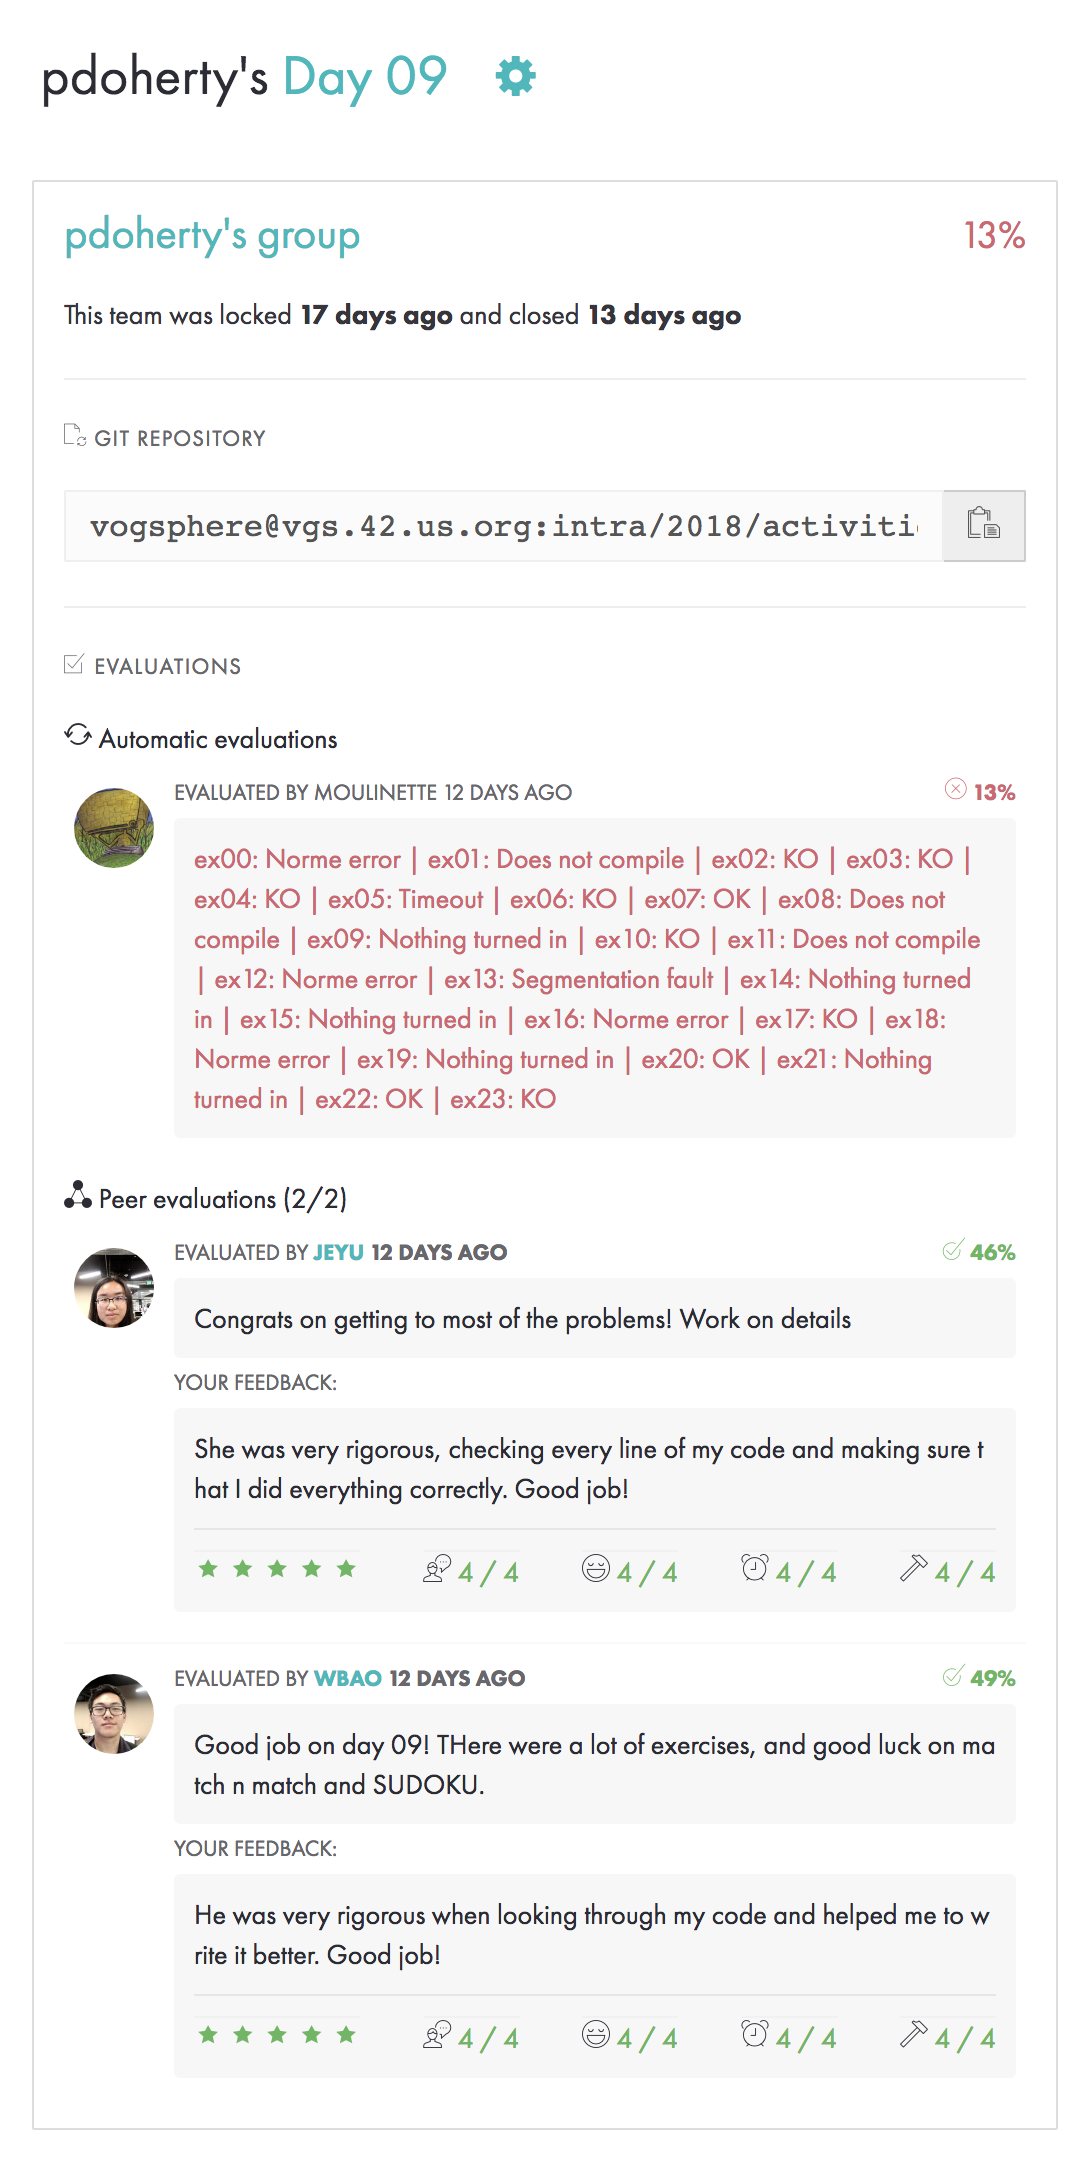 pdoherty's Day 09
pdoherty's group
13%
This team was locked 17 days ago and closed 13 days ago
GIT REPOSITORY
vogsphere@vgs.42.us.org:intra/2018/activiti
EVALUATIONS
Automatic evaluations
EVALUATED BY MOULINETTE 12 DAYS AGO
13%
ex00: Norme error | ex01: Does not compile | ex02: KO | ex03: KO |
ex04: KO | ex05: Timeout | ex06: KO | ex07: OK | ex08: Does not
compile | ex09: Nothing turned in | ex10: KO | ex11: Does not compile
| ex12: Norme error | ex13: Segmentation fault | ex14: Nothing turned
in | ex15: Nothing turned in | ex16: Norme error | ex17: KO | ex18:
Norme error | ex19: Nothing turned in | ex20: OK | ex21: Nothing
turned in | ex22: OK | ex23: KO
Peer evaluations (2/2)
EVALUATED BY JEYU 12 DAYS AGO
46%
Congrats on getting to most of the problems! Work on details
YOUR FEEDBACK:
She was very rigorous, checking every line of my code and making sure t
hat I did everything correctly. Good job!
4 / 4 4 / 4 4 / 4 4 / 4
EVALUATED BY WBAO 12 DAYS AGO
49%
Good job on day 09! THere were a lot of exercises, and good luck on ma
tch n match and SUDOKU.
YOUR FEEDBACK:
He was very rigorous when looking through my code and helped me to w
rite it better. Good job!
4 / 4 4 / 4 4 / 4 4 / 4